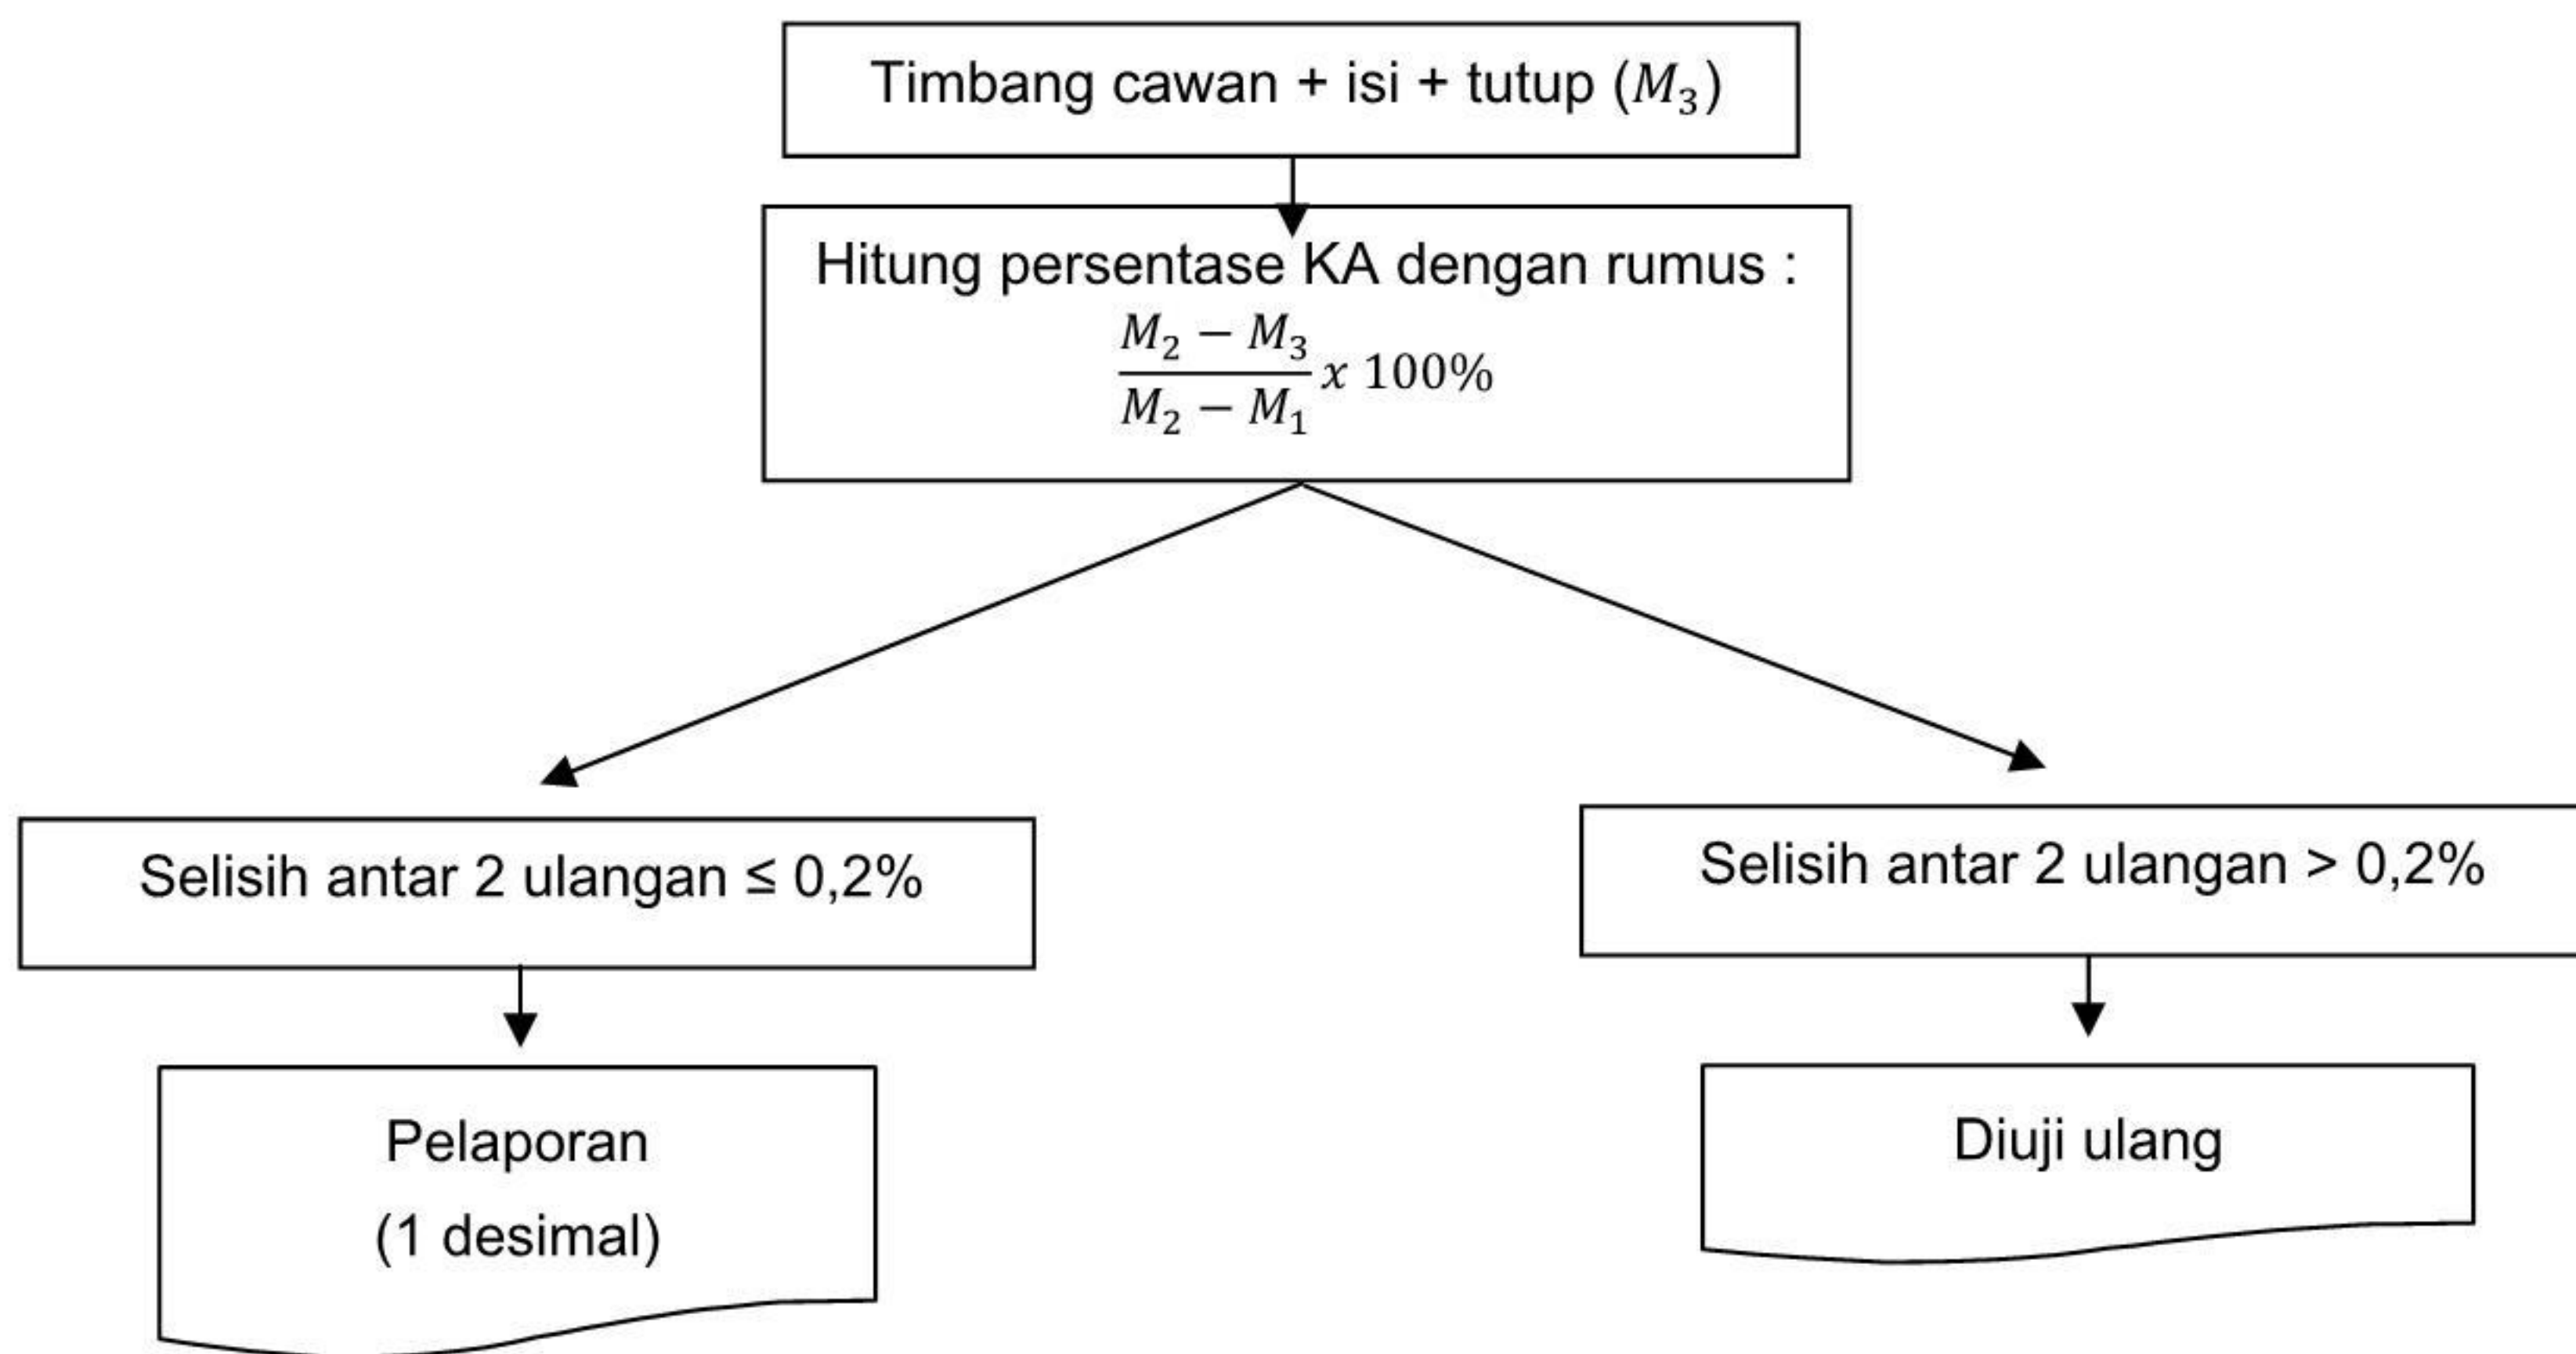 Timbang cawan + isi + tutup (M₃)
Hitung persentase KA dengan rumus :
M₂ − M₃
M₂ − M₁
x 100%
Selisih antar 2 ulangan ≤ 0,2%
Selisih antar 2 ulangan > 0,2%
Pelaporan
(1 desimal)
Diuji ulang